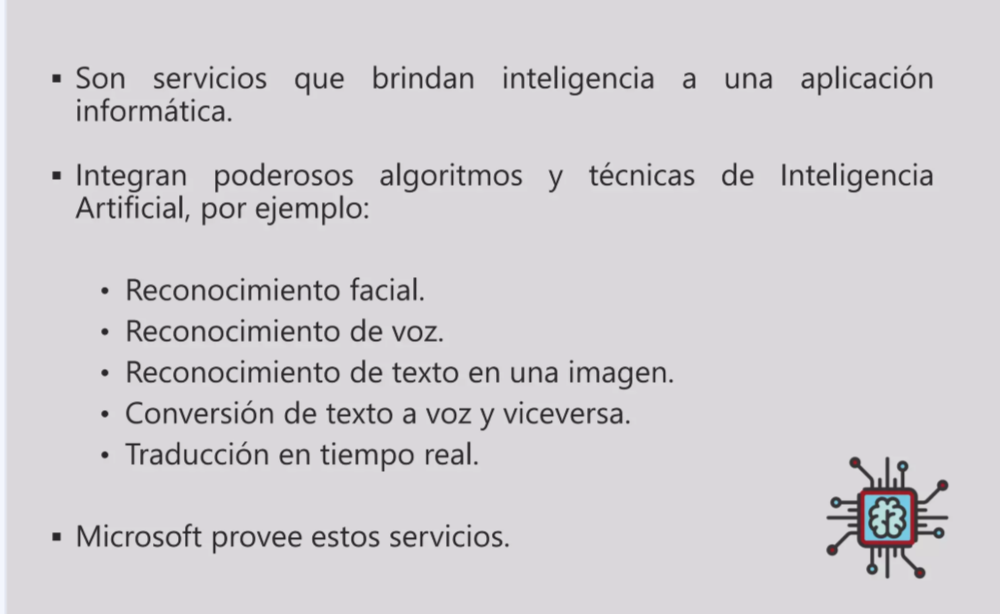 ▪ Son servicios que brindan inteligencia a una aplicación
informática.
▪ Integran poderosos algoritmos y técnicas de Inteligencia
Artificial, por ejemplo:
• Reconocimiento facial.
• Reconocimiento de voz.
• Reconocimiento de texto en una imagen.
• Conversión de texto a voz y viceversa.
• Traducción en tiempo real.
▪ Microsoft provee estos servicios.